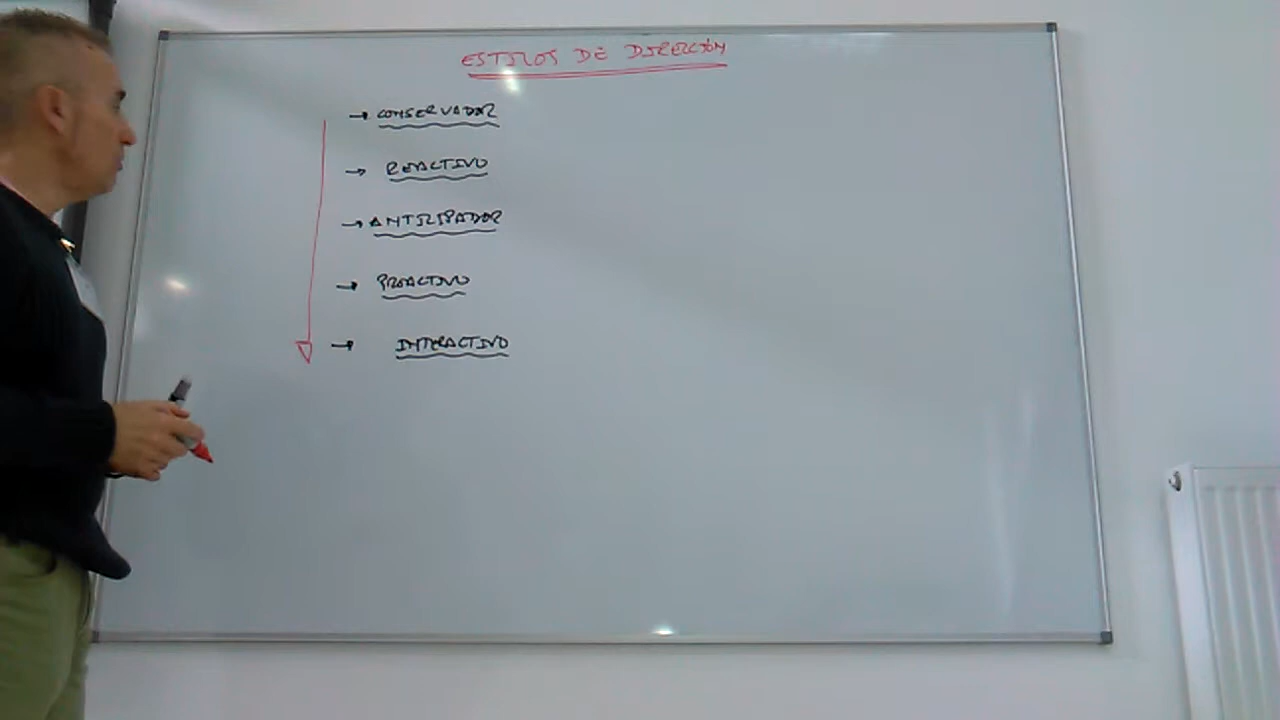 ESTILOS DE DIRECCIÓN
→ CONSERVADOR
→ REACTIVO
→ ANTICIPADOR
→ PROACTIVO
→ INTERACTIVO